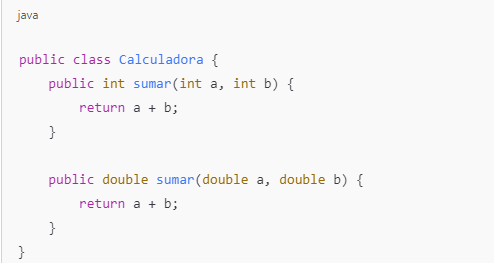 java
public class Calculadora {
    public int sumar(int a, int b) {
        return a + b;
    }

    public double sumar(double a, double b) {
        return a + b;
    }
}